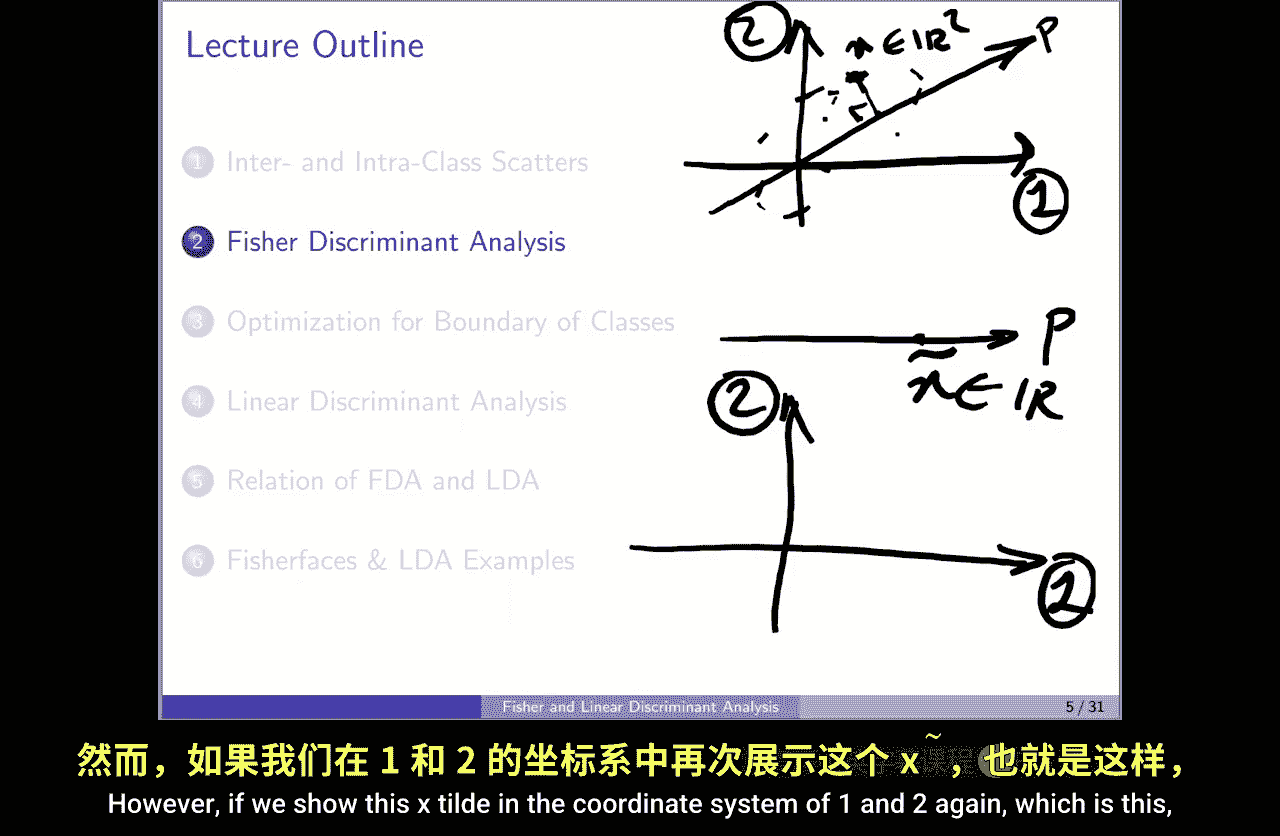 Lecture Outline
1 Inter- and Intra-Class Scatters
2 Fisher Discriminant Analysis
3 Optimization for Boundary of Classes
4 Linear Discriminant Analysis
5 Relation of FDA and LDA
6 Fisherfaces & LDA Examples
② x ∈ ℝ² P
①
P
x̃ ∈ ℝ
②
②
Fisher and Linear Discriminant Analysis 5 / 31
然而，如果我们在 1 和 2 的坐标系中再次展示这个 x ~ ，也就是这样，
However, if we show this x tilde in the coordinate system of 1 and 2 again, which is this,